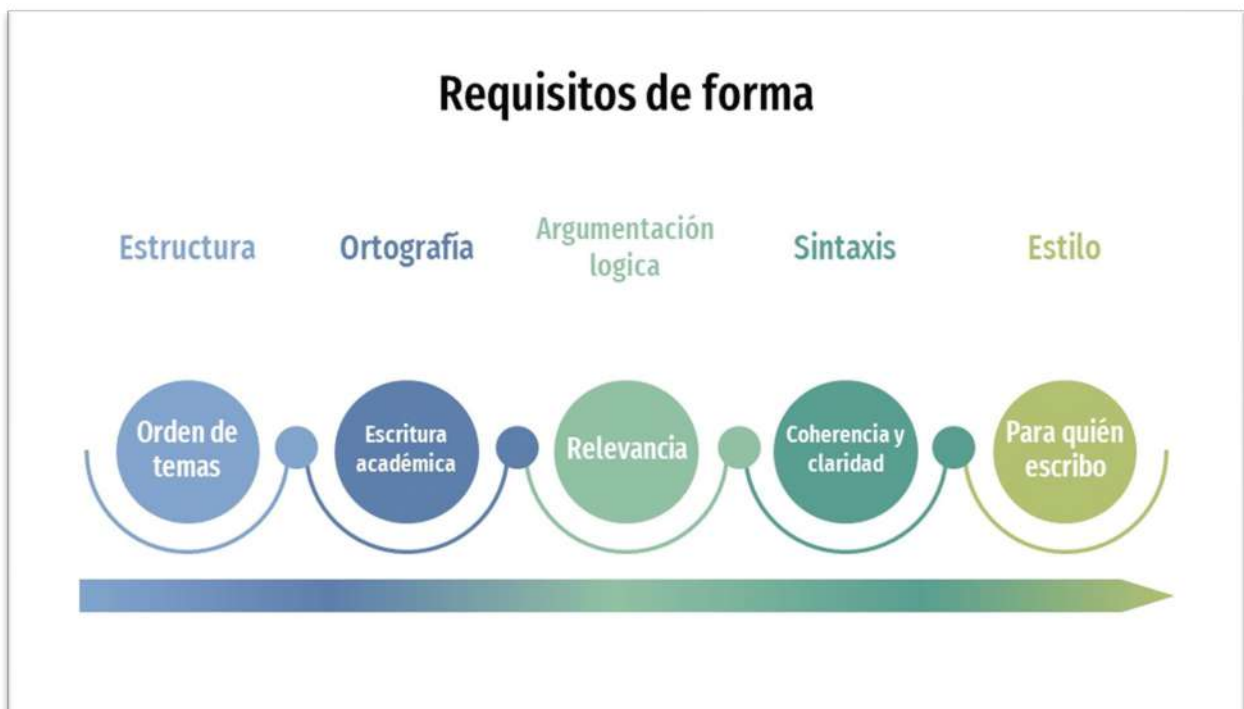 Requisitos de forma
Estructura
Ortografía
Argumentación
logica
Sintaxis
Estilo
Orden de
temas
Escritura
académica
Relevancia
Coherencia y
claridad
Para quién
escribo